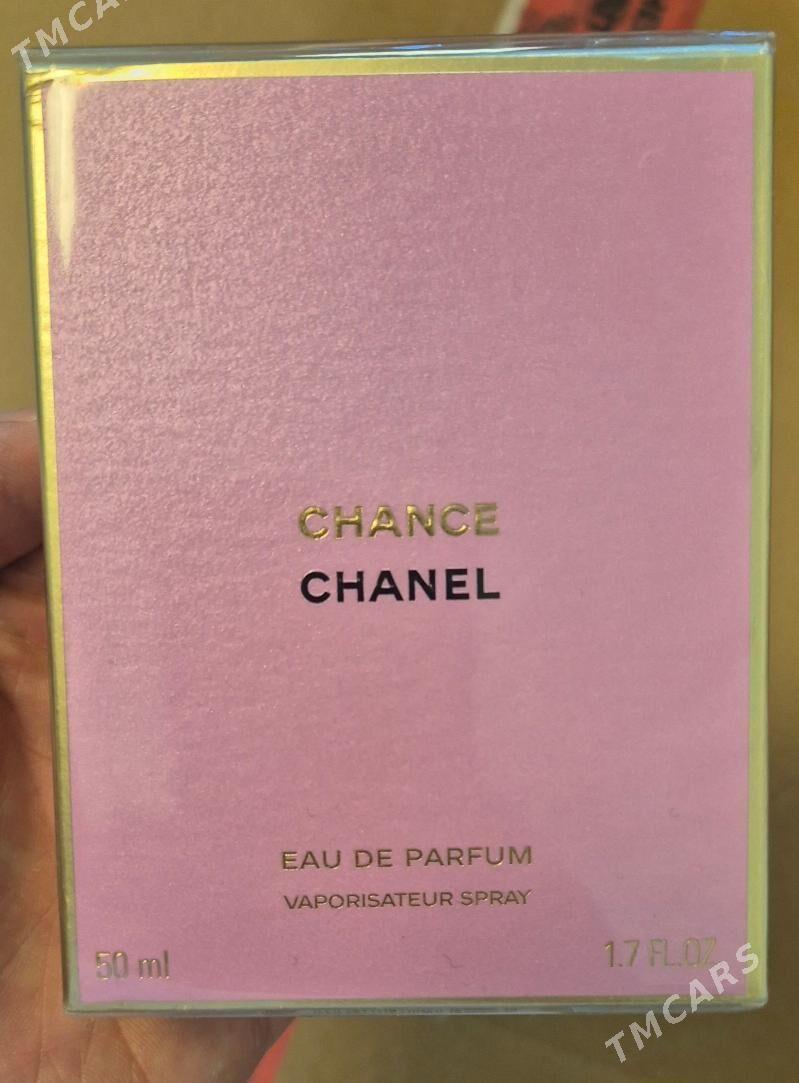 TMCARS
CHANCE
CHANEL
EAU DE PARFUM
VAPORISATEUR SPRAY
50 ml
1.7 FL.OZ
TMCARS